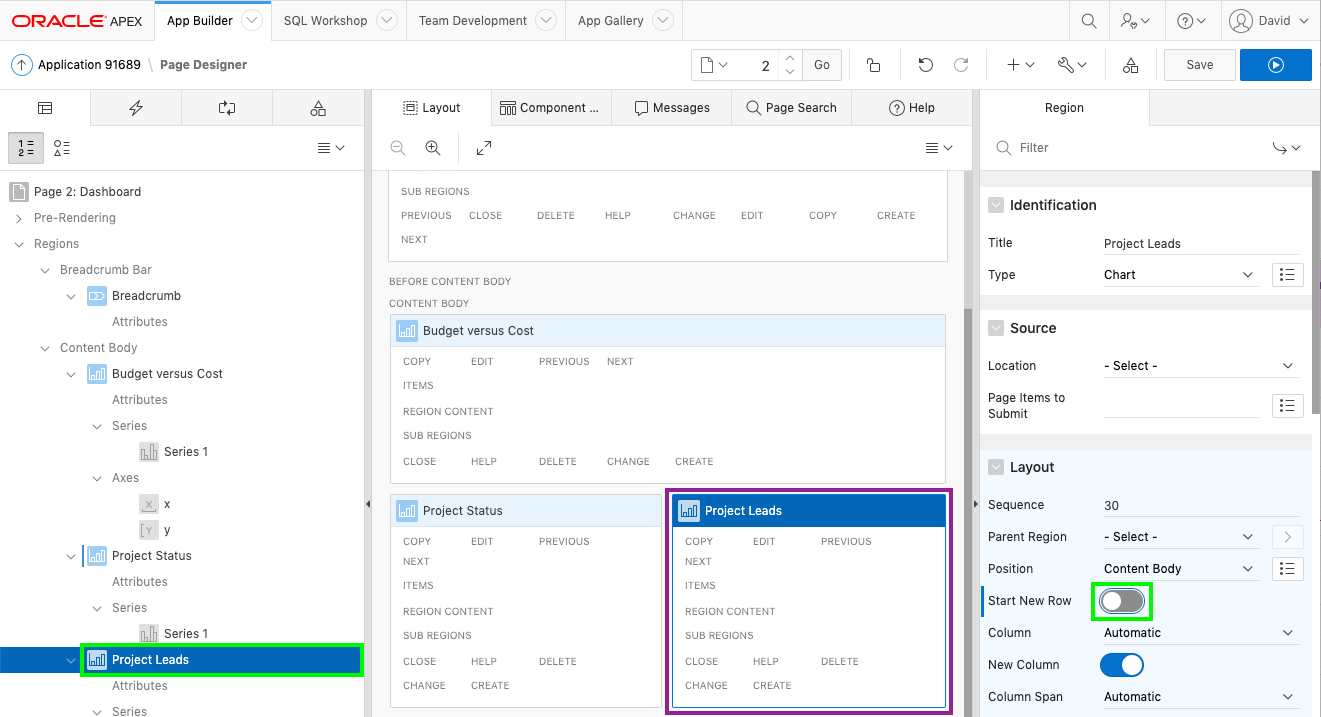 ORACLE APEX App Builder SQL Workshop Team Development App Gallery David
Application 91689 \ Page Designer 2 Go Save
Layout Component ... Messages Page Search Help Region
Filter
Page 2: Dashboard
Pre-Rendering
Regions
Breadcrumb Bar
Breadcrumb
Attributes
Content Body
Budget versus Cost
Attributes
Series
Series 1
Axes
x
y
Project Status
Attributes
Series
Series 1
Project Leads
Attributes
Series
SUB REGIONS
PREVIOUS CLOSE DELETE HELP CHANGE EDIT COPY CREATE
NEXT
BEFORE CONTENT BODY
CONTENT BODY
Budget versus Cost
COPY EDIT PREVIOUS NEXT
ITEMS
REGION CONTENT
SUB REGIONS
CLOSE HELP DELETE CHANGE CREATE
Project Status
COPY EDIT PREVIOUS
NEXT
ITEMS
REGION CONTENT
SUB REGIONS
CLOSE HELP DELETE
CHANGE CREATE
Project Leads
COPY EDIT PREVIOUS
NEXT
ITEMS
REGION CONTENT
SUB REGIONS
CLOSE HELP DELETE
CHANGE CREATE
Identification
Title Project Leads
Type Chart
Source
Location - Select -
Page Items to
Submit
Layout
Sequence 30
Parent Region - Select -
Position Content Body
Start New Row
Column Automatic
New Column
Column Span Automatic